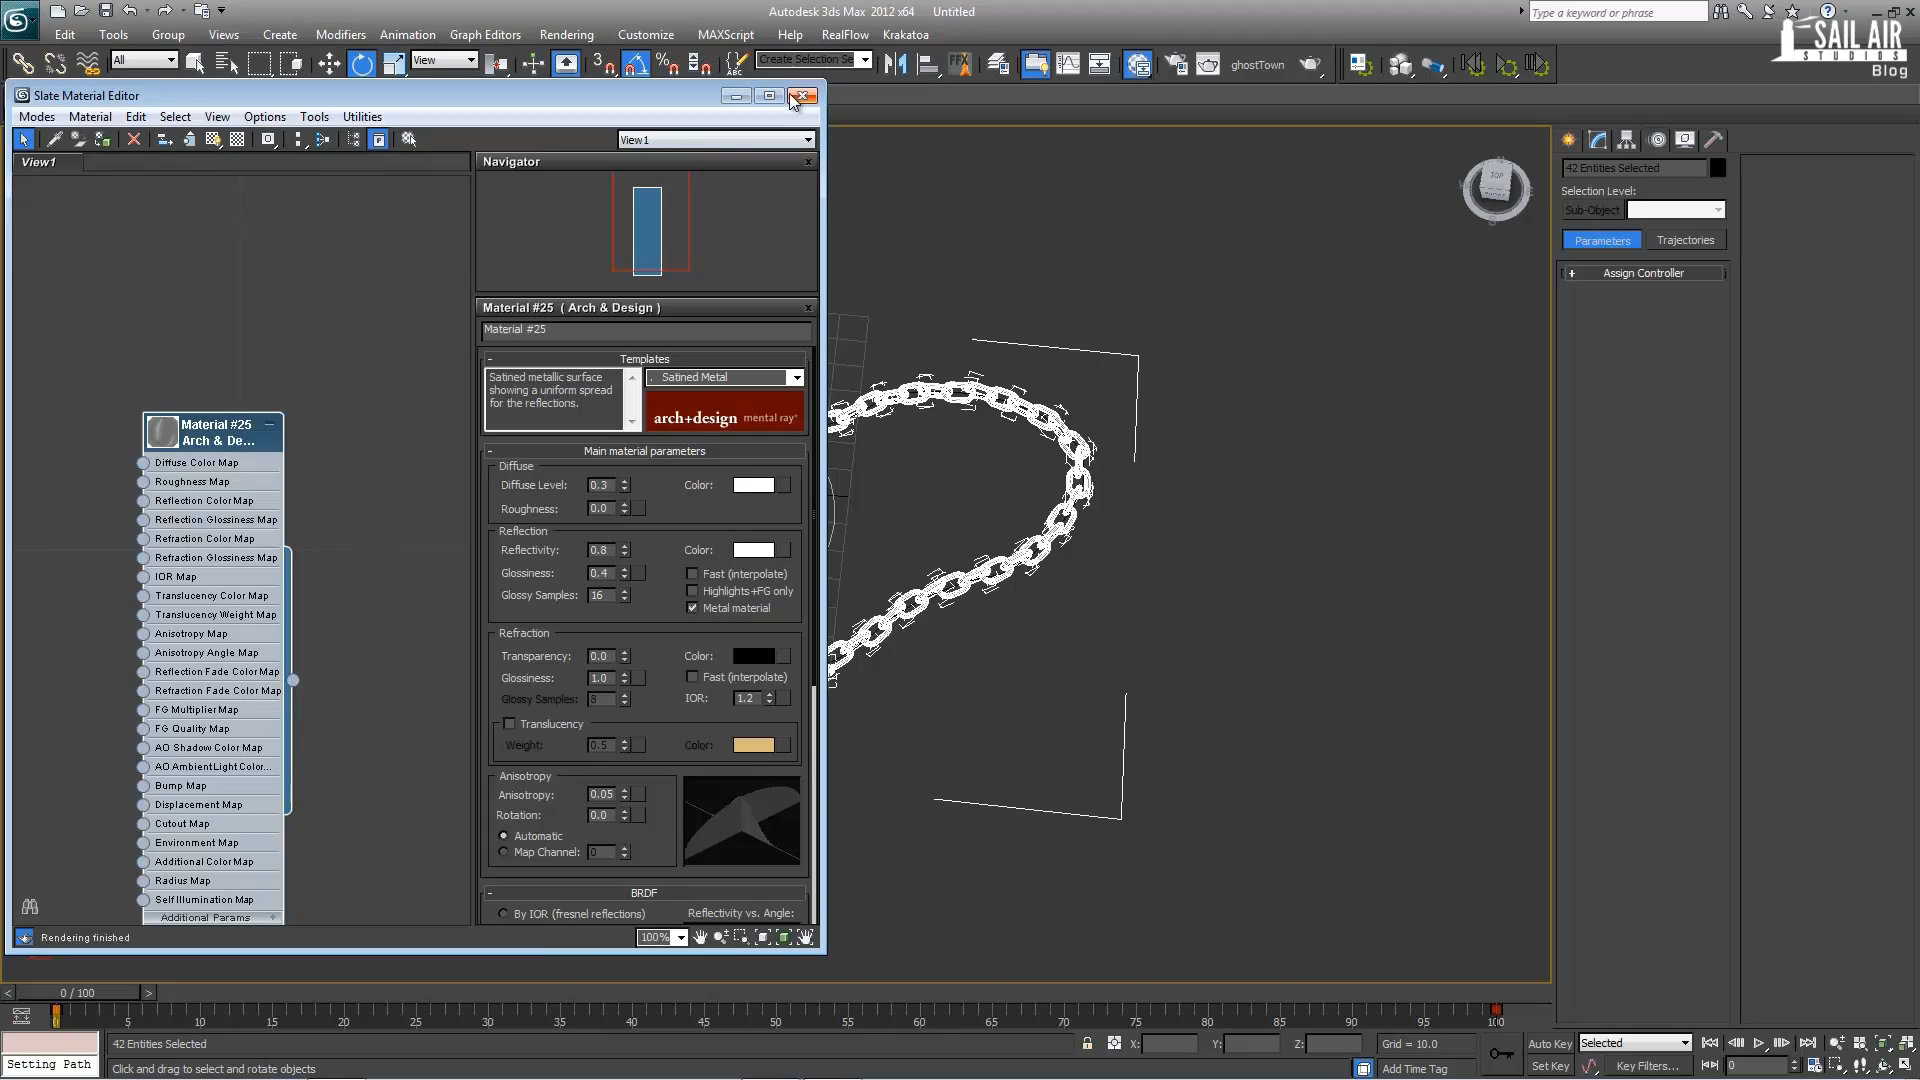 Autodesk 3ds Max 2012 x64 Untitled
Type a keyword or phrase
Edit Tools Group Views Create Modifiers Animation Graph Editors Rendering Customize MAXScript Help RealFlow Krakatoa
SAIL AIR
STUDIOS
Blog
All View 3 Create Selection Se ghostTown
Slate Material Editor
Modes Material Edit Select View Options Tools Utilities
View1
View1
Navigator
Material #25 ( Arch & Design )
Material #25
Templates
Satined metallic surface
showing a uniform spread
for the reflections.
. Satined Metal
arch+design mental ray®
Main material parameters
Diffuse
Diffuse Level: 0.3 Color:
Roughness: 0.0
Reflection
Reflectivity: 0.8 Color:
Glossiness: 0.4 Fast (interpolate)
Glossy Samples: 16 Highlights+FG only
Metal material
Refraction
Transparency: 0.0 Color:
Glossiness: 1.0 Fast (interpolate)
Glossy Samples: 8 IOR: 1.2
Translucency
Weight: 0.5 Color:
Anisotropy
Anisotropy: 0.05
Rotation: 0.0
Automatic
Map Channel: 0
BRDF
By IOR (fresnel reflections) Reflectivity vs. Angle:
Material #25
Arch & De...
Diffuse Color Map
Roughness Map
Reflection Color Map
Reflection Glossiness Map
Refraction Color Map
Refraction Glossiness Map
IOR Map
Translucency Color Map
Translucency Weight Map
Anisotropy Map
Anisotropy Angle Map
Reflection Fade Color Map
Refraction Fade Color Map
FG Multiplier Map
FG Quality Map
AO Shadow Color Map
AO Ambient Light Color...
Bump Map
Displacement Map
Cutout Map
Environment Map
Additional Color Map
Radius Map
Self Illumination Map
Additional Params +
Rendering finished
100%
TOP
42 Entities Selected
Selection Level:
Sub-Object
Parameters Trajectories
+ Assign Controller
< 0 / 100 >
5 10 15 20 25 30 35 40 45 50 55 60 65 70 75 80 85 90 95 100
42 Entities Selected X: Y: Z: Grid = 10.0 Auto Key Selected
Setting Path Click and drag to select and rotate objects Add Time Tag Set Key Key Filters... 0